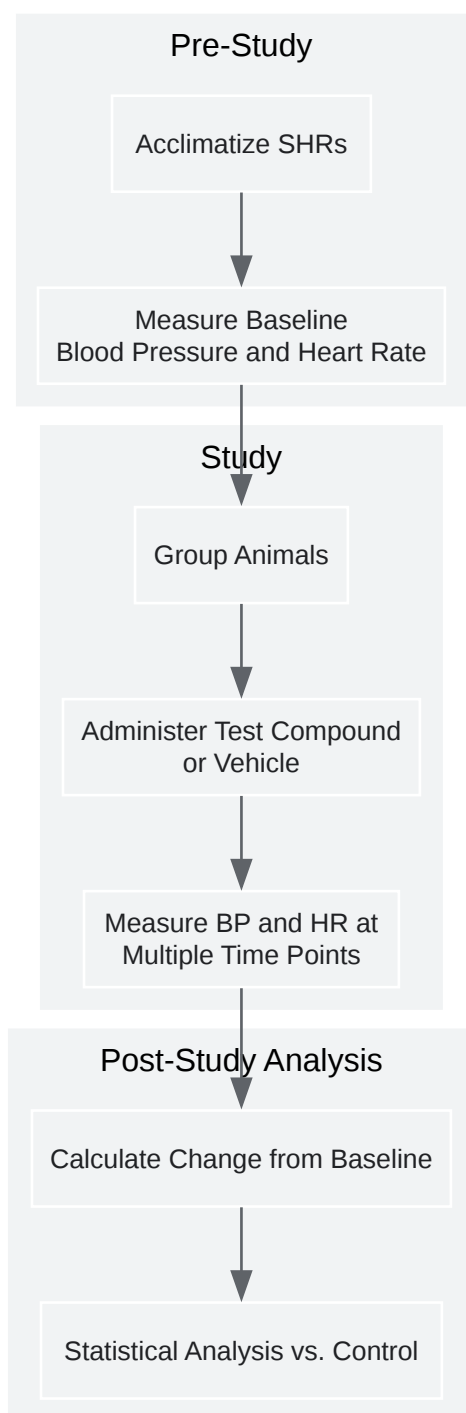 Pre-Study
Acclimatize SHRs
Measure Baseline
Blood Pressure and Heart Rate
Study
Group Animals
Administer Test Compound
or Vehicle
Measure BP and HR at
Multiple Time Points
Post-Study Analysis
Calculate Change from Baseline
Statistical Analysis vs. Control